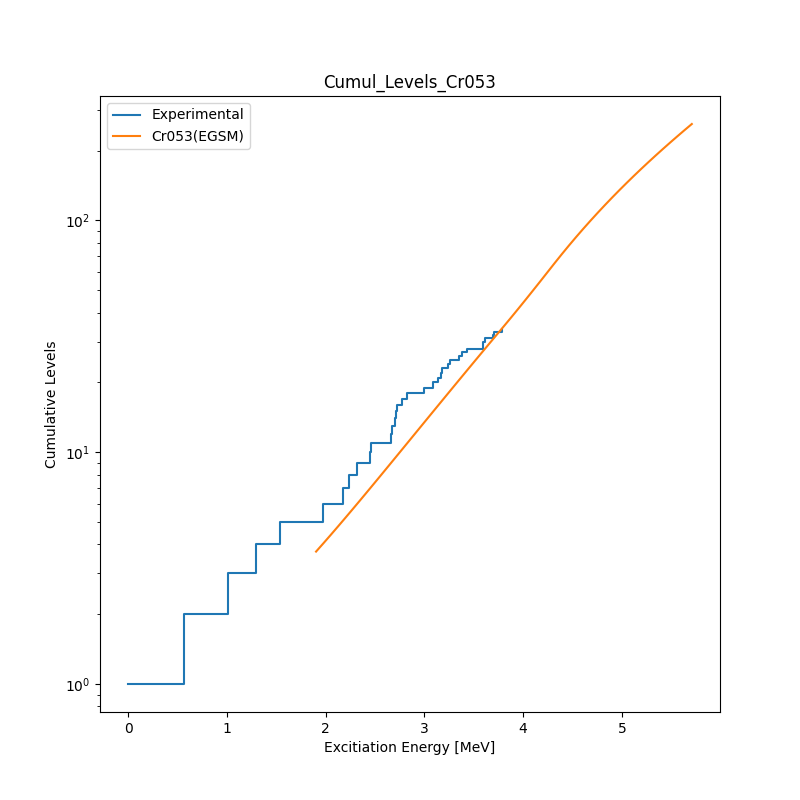 Cumul_Levels_Cr053
Experimental
Cr053(EGSM)
10²
10¹
10⁰
Cumulative Levels
0 1 2 3 4 5
Excitiation Energy [MeV]